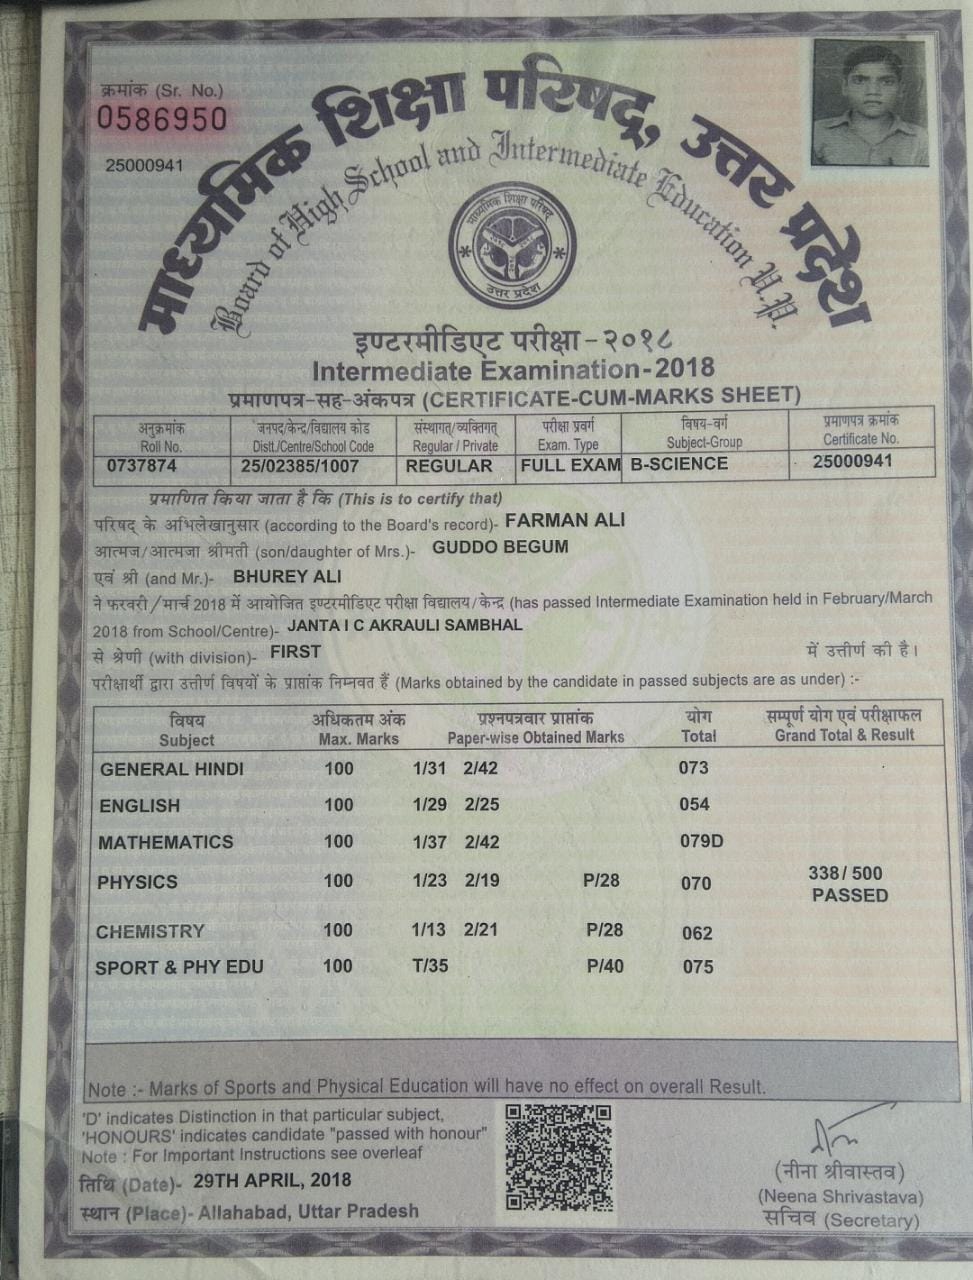 क्रमांक (Sr. No.)
0586950
25000941
माध्यमिक शिक्षा परिषद्, उत्तर प्रदेश
Board of High School and Intermediate Education U.P.
माध्यमिक शिक्षा परिषद
उत्तर प्रदेश
इण्टरमीडिएट परीक्षा-२०१८
Intermediate Examination-2018
प्रमाणपत्र-सह-अंकपत्र (CERTIFICATE-CUM-MARKS SHEET)
अनुक्रमांक जनपद/केन्द्र/विद्यालय कोड संस्थागत/व्यक्तिगत् परीक्षा प्रवर्ग विषय-वर्ग प्रमाणपत्र क्रमांक
Roll No. Distt./Centre/School Code Regular / Private Exam. Type Subject-Group Certificate No.
0737874 25/02385/1007 REGULAR FULL EXAM B-SCIENCE 25000941
प्रमाणित किया जाता है कि (This is to certify that)
परिषद के अभिलेखानुसार (according to the Board's record)- FARMAN ALI
आत्मज/आत्मजा श्रीमती (son/daughter of Mrs.)- GUDDO BEGUM
एवं श्री (and Mr.)- BHUREY ALI
ने फरवरी/मार्च 2018 में आयोजित इण्टरमीडिएट परीक्षा विद्यालय/केन्द्र (has passed Intermediate Examination held in February/March
2018 from School/Centre)- JANTA I C AKRAULI SAMBHAL
से श्रेणी (with division)- FIRST में उत्तीर्ण की है।
परीक्षार्थी द्वारा उत्तीर्ण विषयों के प्राप्तांक निम्नवत हैं (Marks obtained by the candidate in passed subjects are as under) :-
विषय अधिकतम अंक प्रश्नपत्रवार प्राप्तांक योग सम्पूर्ण योग एवं परीक्षाफल
Subject Max. Marks Paper-wise Obtained Marks Total Grand Total & Result
GENERAL HINDI 100 1/31 2/42 073
ENGLISH 100 1/29 2/25 054
MATHEMATICS 100 1/37 2/42 079D
PHYSICS 100 1/23 2/19 P/28 070 338/ 500
PASSED
CHEMISTRY 100 1/13 2/21 P/28 062
SPORT & PHY EDU 100 T/35 P/40 075
Note :- Marks of Sports and Physical Education will have no effect on overall Result.
'D' indicates Distinction in that particular subject,
'HONOURS' indicates candidate "passed with honour"
Note : For Important Instructions see overleaf
तिथि (Date)- 29TH APRIL, 2018
स्थान (Place)- Allahabad, Uttar Pradesh
(नीना श्रीवास्तव)
(Neena Shrivastava)
सचिव (Secretary)